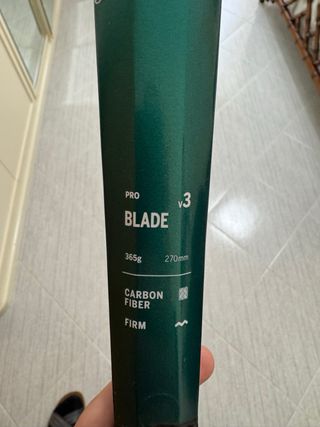 PRO v3
BLADE
365g 270mm
CARBON
FIBER
FIRM